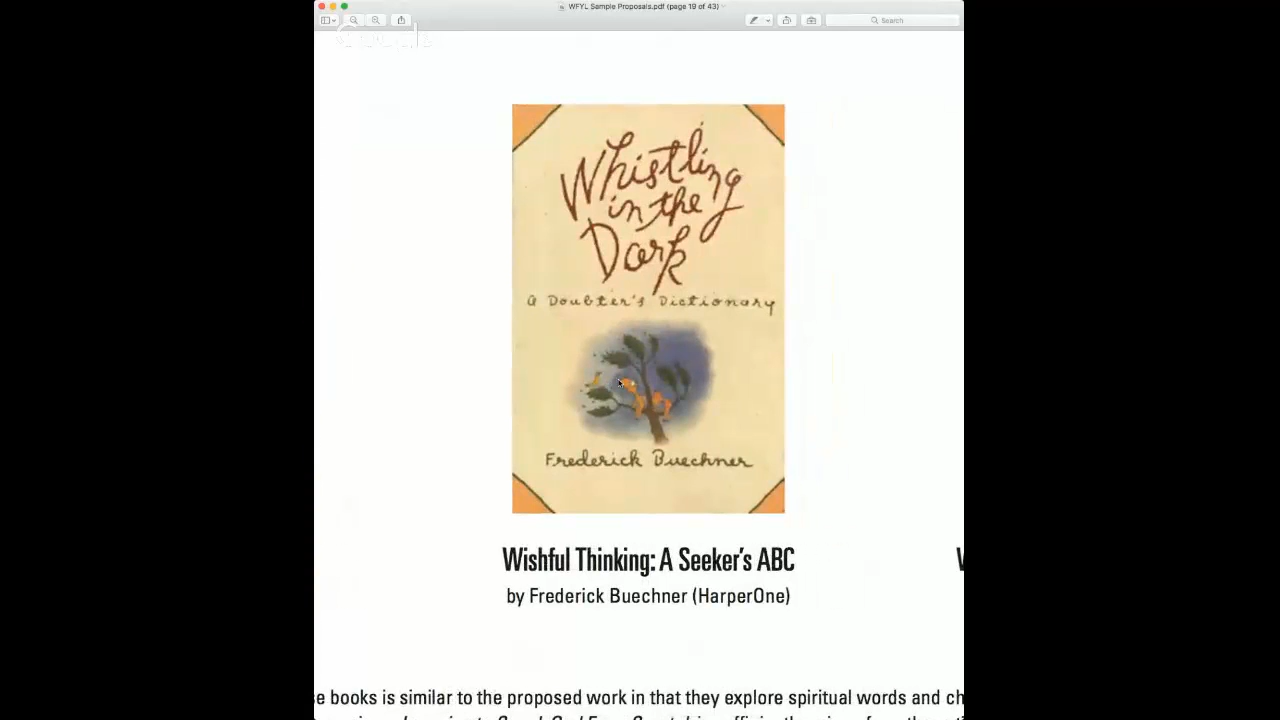 WFYL Sample Proposals.pdf (page 19 of 43)
Search
Whistling
in the
Dark
A Doubter's Dictionary
Frederick Buechner
Wishful Thinking: A Seeker's ABC
by Frederick Buechner (HarperOne)
se books is similar to the proposed work in that they explore spiritual words and ch